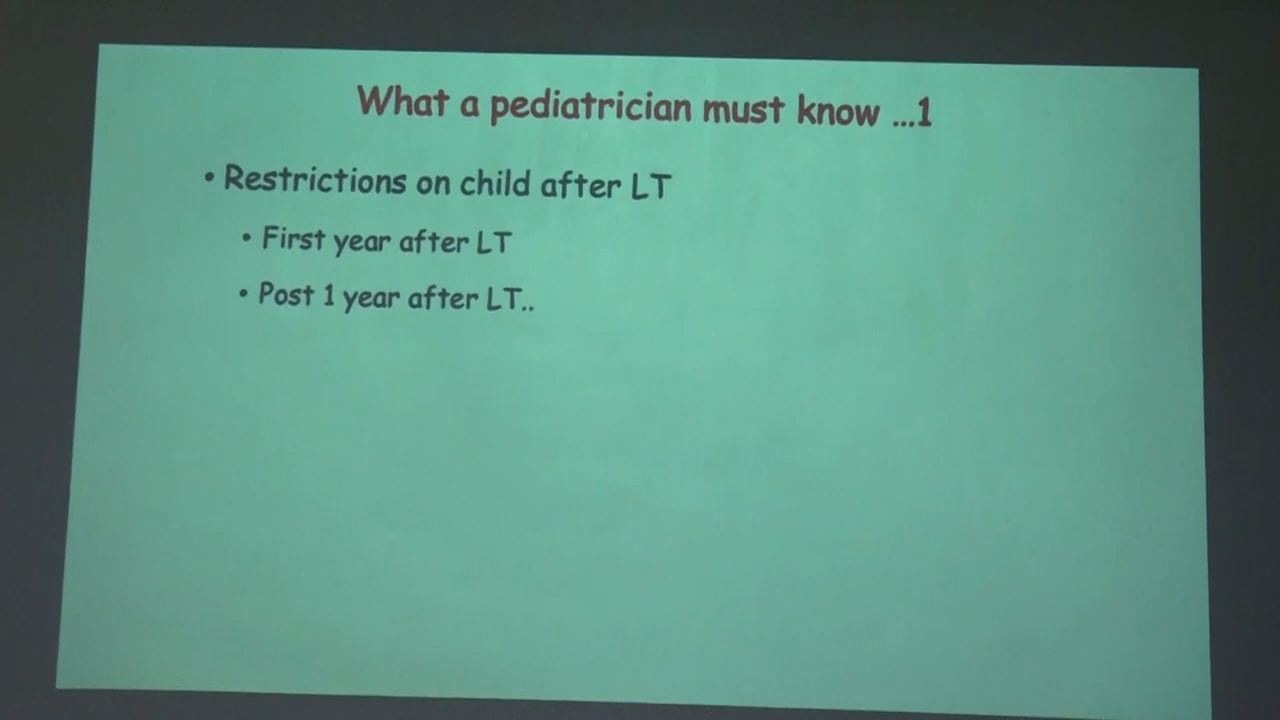 What a pediatrician must know ...1
• Restrictions on child after LT
• First year after LT
• Post 1 year after LT..